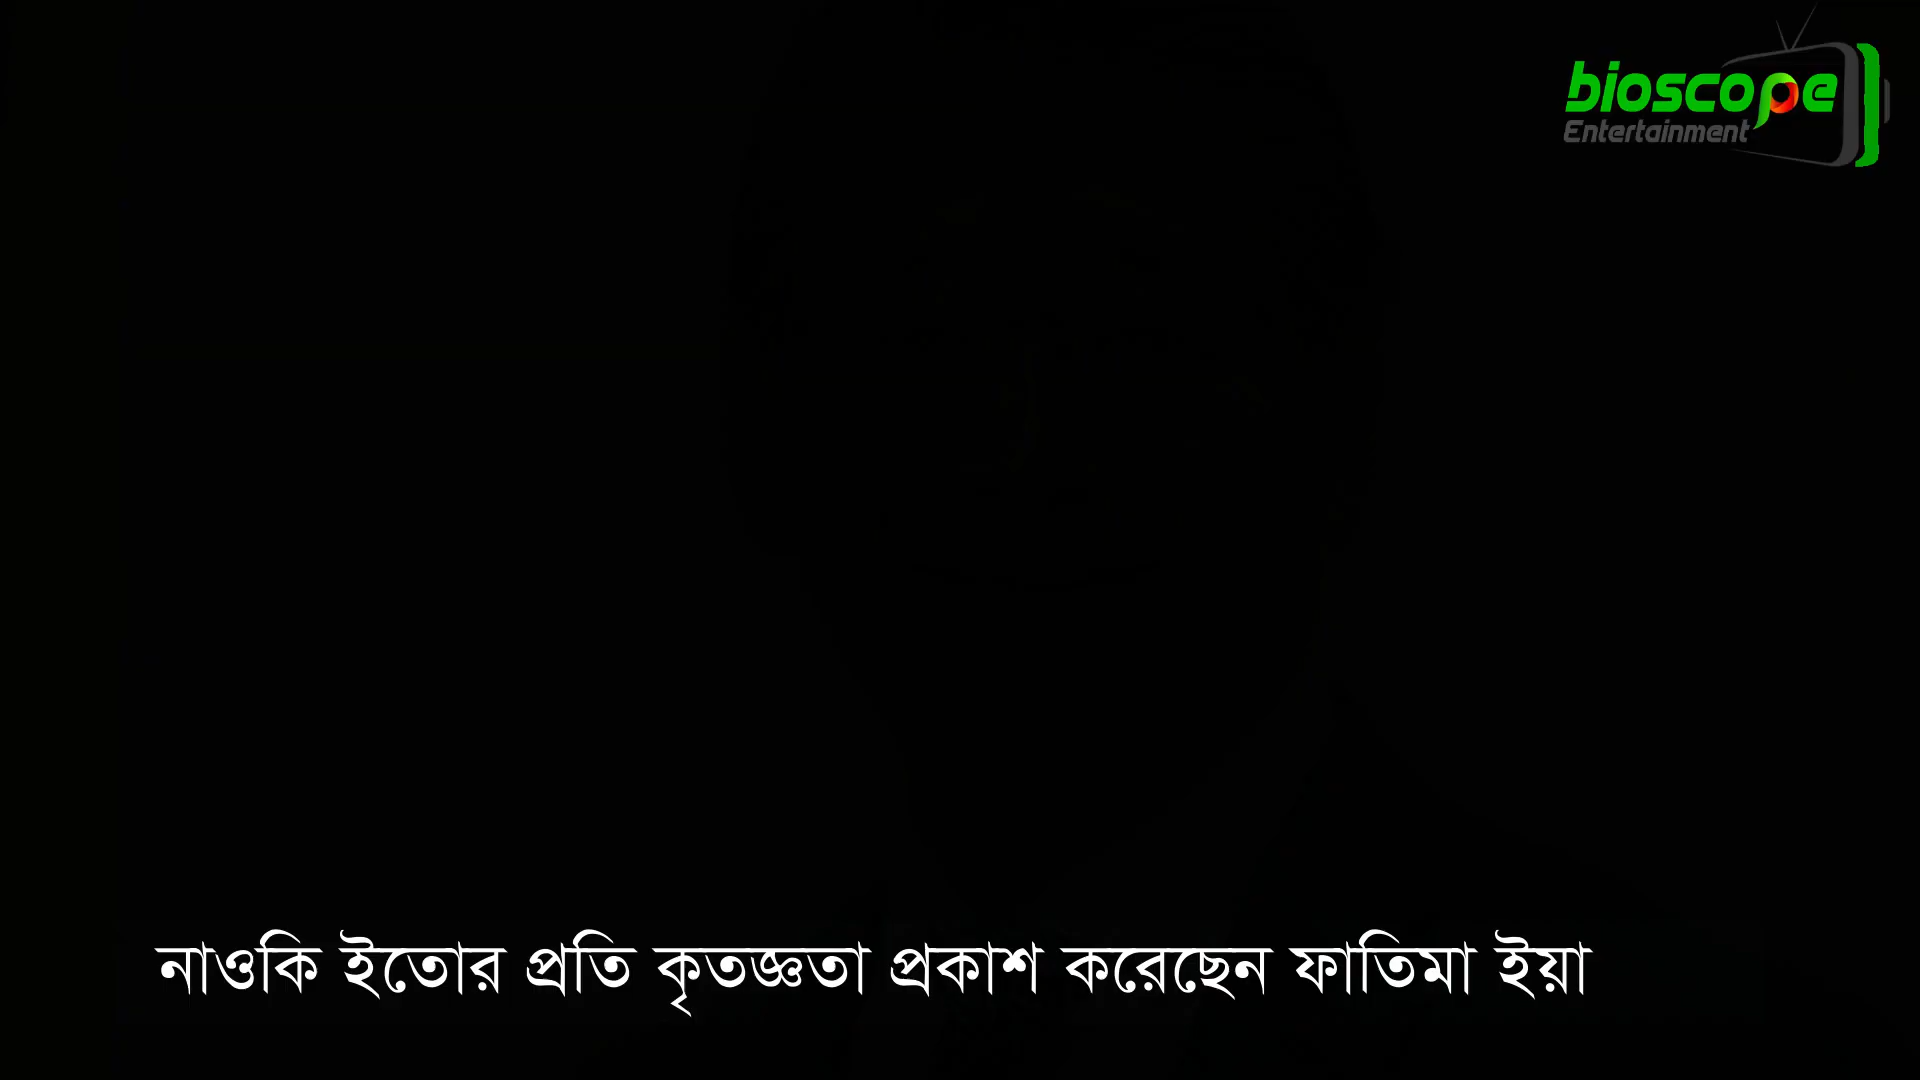 bioscope
Entertainment
নাওকি ইতোর প্রতি কৃতজ্ঞতা প্রকাশ করেছেন ফাতিমা ইয়া